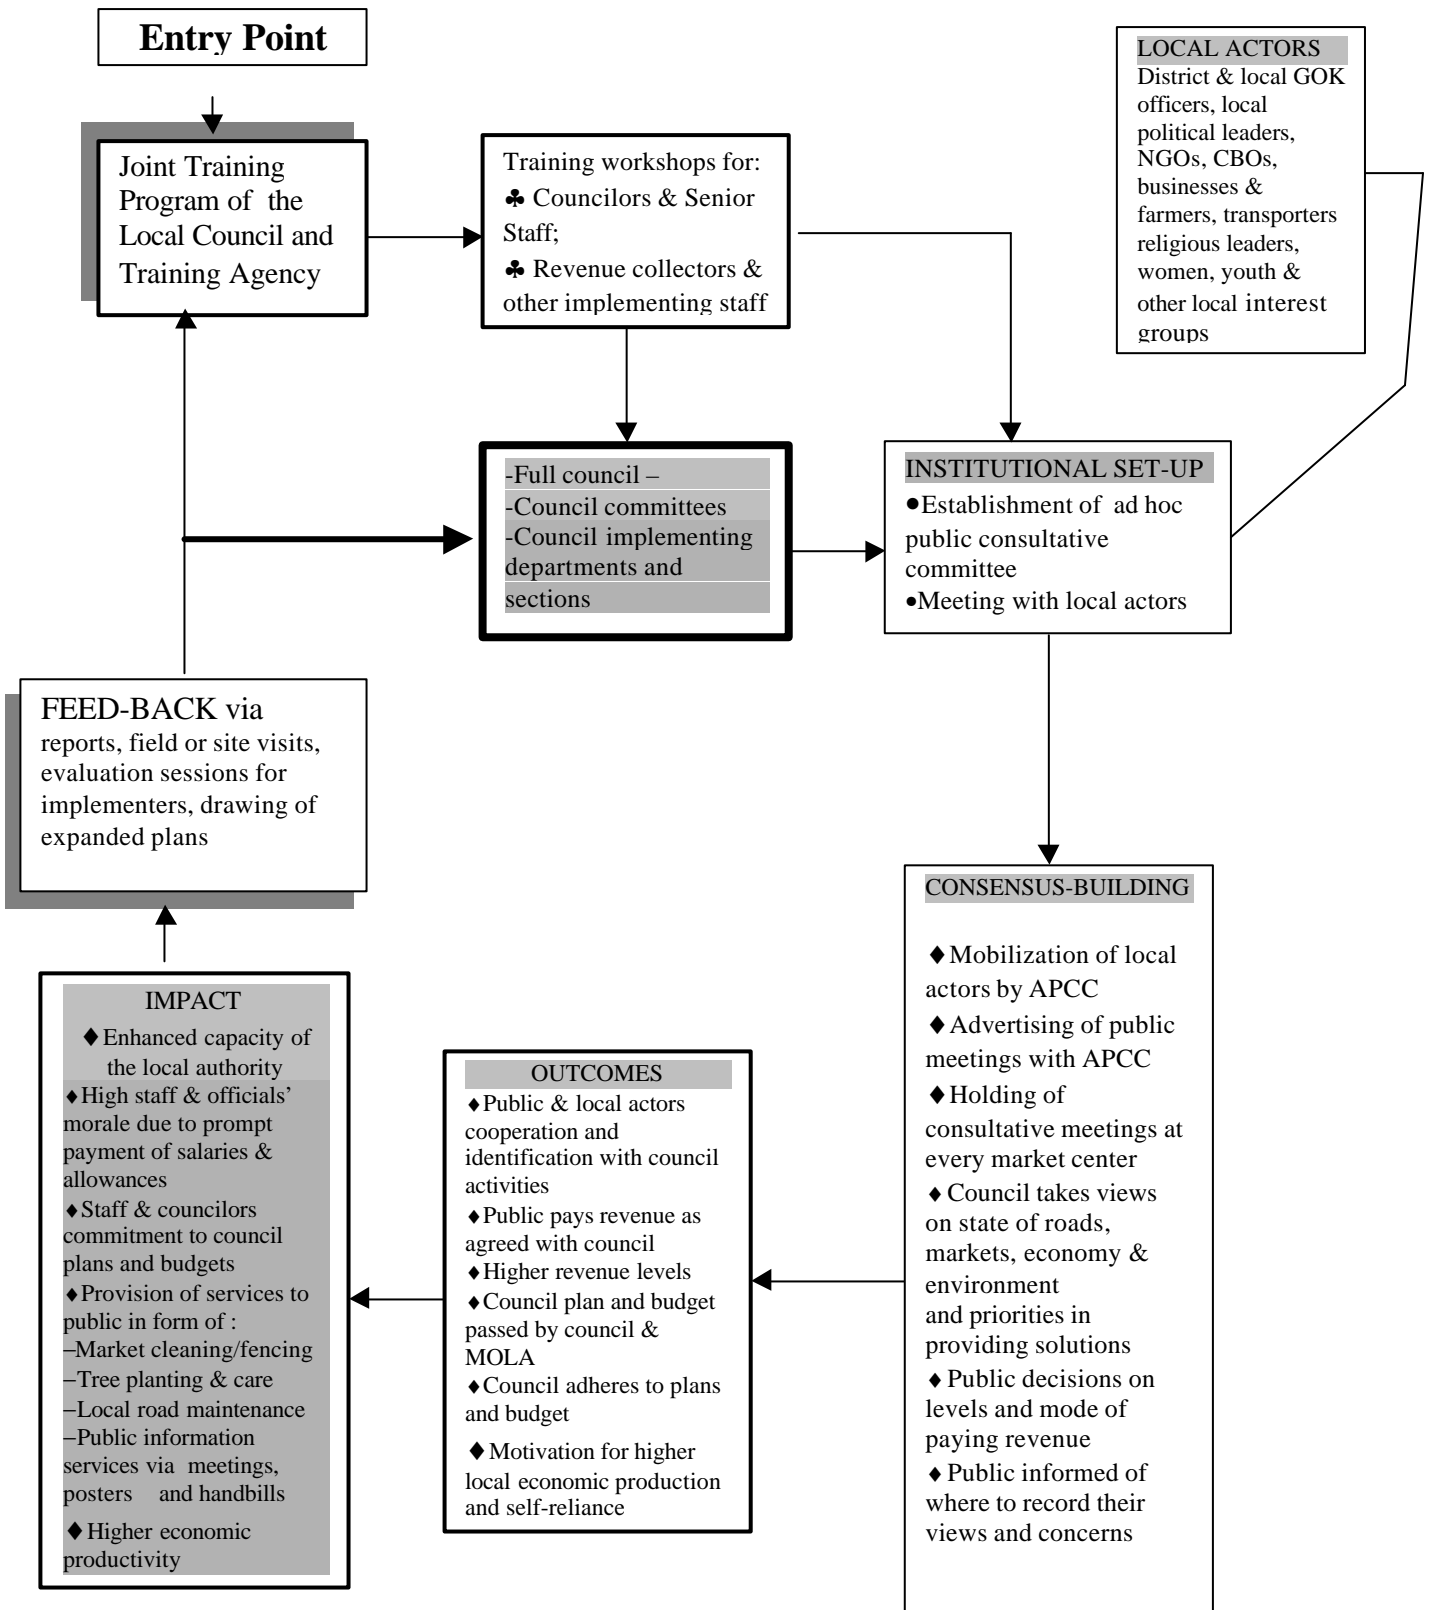 Entry Point
Joint Training
Program of the
Local Council and
Training Agency
Training workshops for:
♣ Councilors & Senior
Staff;
♣ Revenue collectors &
other implementing staff
LOCAL ACTORS
District & local GOK
officers, local
political leaders,
NGOs, CBOs,
businesses &
farmers, transporters
religious leaders,
women, youth &
other local interest
groups
-Full council –
-Council committees
-Council implementing
departments and
sections
INSTITUTIONAL SET-UP
●Establishment of ad hoc
public consultative
committee
●Meeting with local actors
FEED-BACK via
reports, field or site visits,
evaluation sessions for
implementers, drawing of
expanded plans
CONSENSUS-BUILDING
♦Mobilization of local
actors by APCC
♦Advertising of public
meetings with APCC
♦Holding of
consultative meetings at
every market center
♦Council takes views
on state of roads,
markets, economy &
environment
and priorities in
providing solutions
♦Public decisions on
levels and mode of
paying revenue
♦Public informed of
where to record their
views and concerns
OUTCOMES
♦Public & local actors
cooperation and
identification with council
activities
♦Public pays revenue as
agreed with council
♦Higher revenue levels
♦Council plan and budget
passed by council &
MOLA
♦Council adheres to plans
and budget
♦Motivation for higher
local economic production
and self-reliance
IMPACT
♦Enhanced capacity of
the local authority
♦High staff & officials’
morale due to prompt
payment of salaries &
allowances
♦Staff & councilors
commitment to council
plans and budgets
♦Provision of services to
public in form of :
–Market cleaning/fencing
–Tree planting & care
–Local road maintenance
–Public information
services via meetings,
posters and handbills
♦Higher economic
productivity